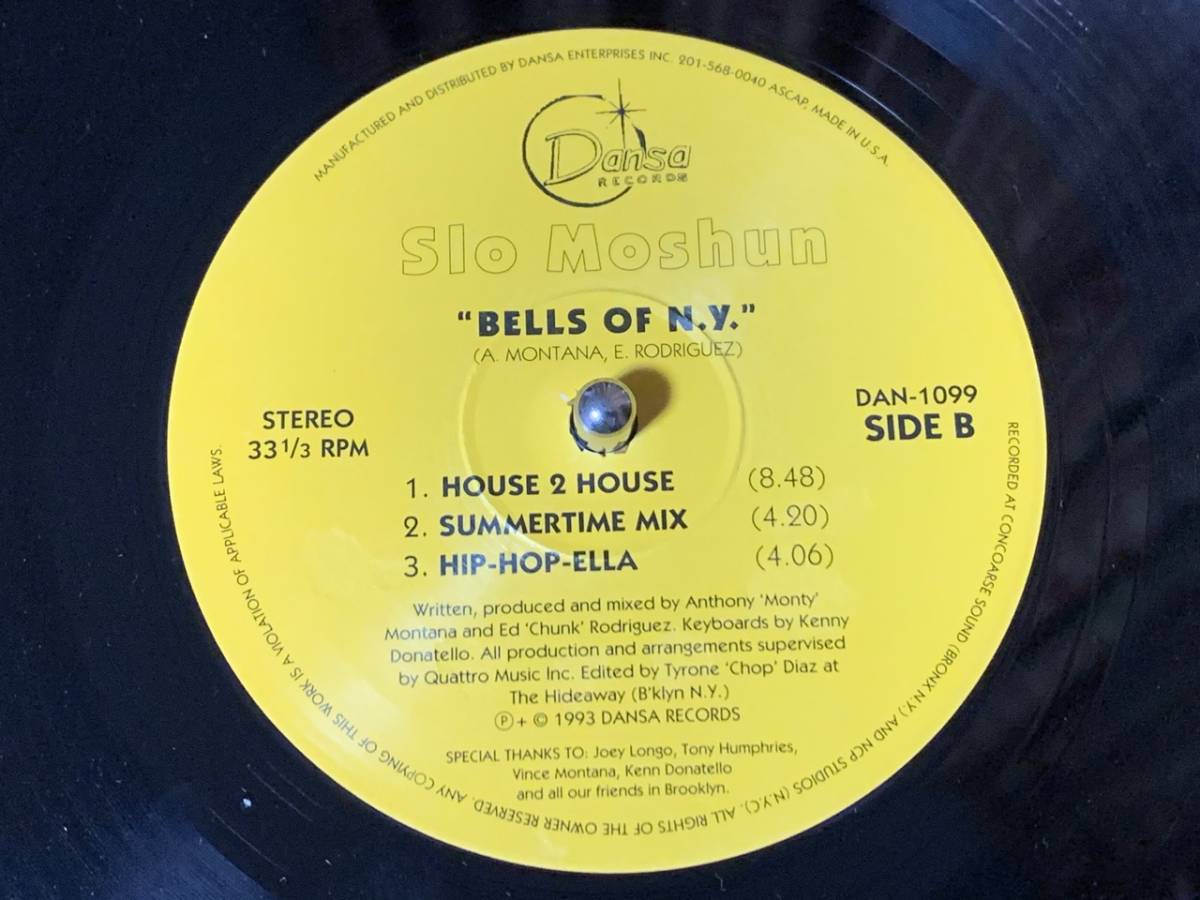 MANUFACTURED AND DISTRIBUTED BY DANSA ENTERPRISES INC. 201-568-0040 ASCAP, MADE IN U.S.A.
Dansa
RECORDS
Slo Moshun
"BELLS OF N.Y."
(A. MONTANA, E. RODRIGUEZ)
STEREO
33 1/3 RPM
DAN-1099
SIDE B
1. HOUSE 2 HOUSE (8.48)
2. SUMMERTIME MIX (4.20)
3. HIP-HOP-ELLA (4.06)
Written, produced and mixed by Anthony 'Monty'
Montana and Ed 'Chunk' Rodriguez. Keyboards by Kenny
Donatello. All production and arrangements supervised
by Quattro Music Inc. Edited by Tyrone 'Chop' Diaz at
The Hideaway (B'klyn N.Y.)
℗+ © 1993 DANSA RECORDS
SPECIAL THANKS TO: Joey Longo, Tony Humphries,
Vince Montana, Kenn Donatello
and all our friends in Brooklyn.
RECORDED AT CONCOARSE SOUND (BRONX N.Y.) AND NCP STUDIOS (N.Y.C). ALL RIGHTS OF THE OWNER RESERVED. ANY COPYING OF THIS WORK IS A VIOLATION OF APPLICABLE LAWS.